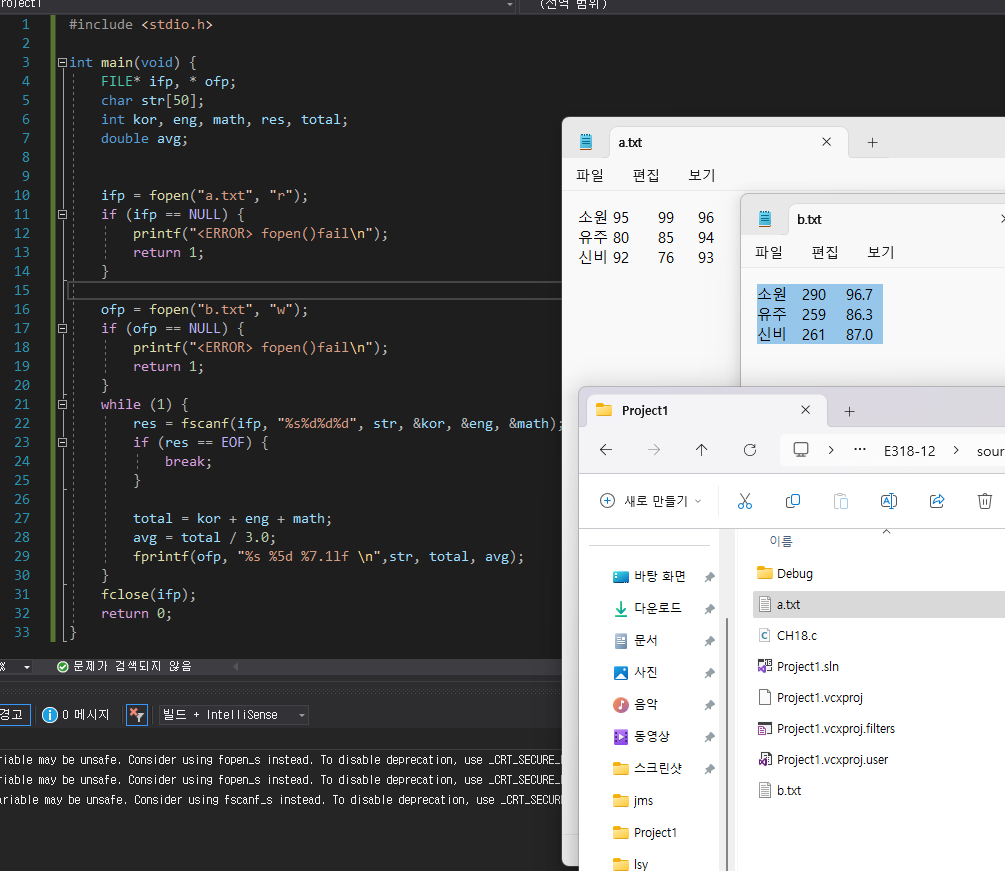 (전역 범위)
1 #include <stdio.h>
2
3 int main(void) {
4 FILE* ifp, * ofp;
5 char str[50];
6 int kor, eng, math, res, total;
7 double avg;
8
9
10 ifp = fopen("a.txt", "r");
11 if (ifp == NULL) {
12 printf("<ERROR> fopen()fail\n");
13 return 1;
14 }
15
16 ofp = fopen("b.txt", "w");
17 if (ofp == NULL) {
18 printf("<ERROR> fopen()fail\n");
19 return 1;
20 }
21 while (1) {
22 res = fscanf(ifp, "%s%d%d%d", str, &kor, &eng, &math);
23 if (res == EOF) {
24 break;
25 }
26
27 total = kor + eng + math;
28 avg = total / 3.0;
29 fprintf(ofp, "%s %5d %7.1lf \n",str, total, avg);
30 }
31 fclose(ifp);
32 return 0;
33 }
% 문제가 검색되지 않음
경고 0 메시지 빌드 + IntelliSense
riable may be unsafe. Consider using fopen_s instead. To disable deprecation, use _CRT_SECURE_
riable may be unsafe. Consider using fopen_s instead. To disable deprecation, use _CRT_SECURE_
ariable may be unsafe. Consider using fscanf_s instead. To disable deprecation, use _CRT_SECUR
a.txt
파일 편집 보기
소원 95 99 96
유주 80 85 94
신비 92 76 93
b.txt
파일 편집 보기
소원 290 96.7
유주 259 86.3
신비 261 87.0
Project1
E318-12 sour
새로 만들기
바탕 화면
다운로드
문서
사진
음악
동영상
스크린샷
jms
Project1
lsy
이름
Debug
a.txt
CH18.c
Project1.sln
Project1.vcxproj
Project1.vcxproj.filters
Project1.vcxproj.user
b.txt